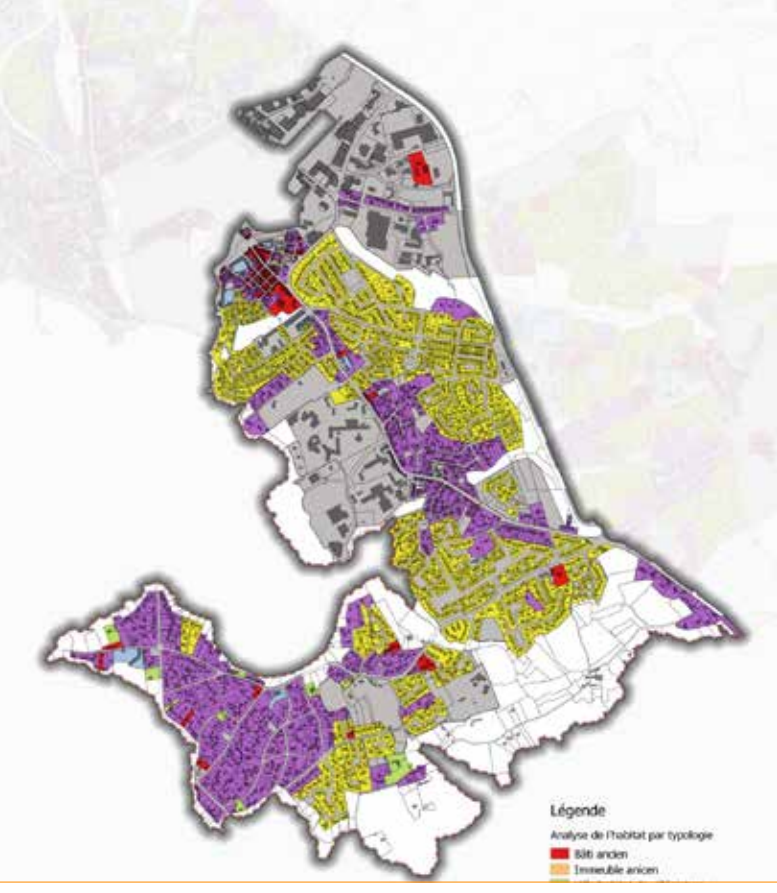 Légende
Analyse de l'habitat par typologie
Bâti ancien
Immeuble anicen